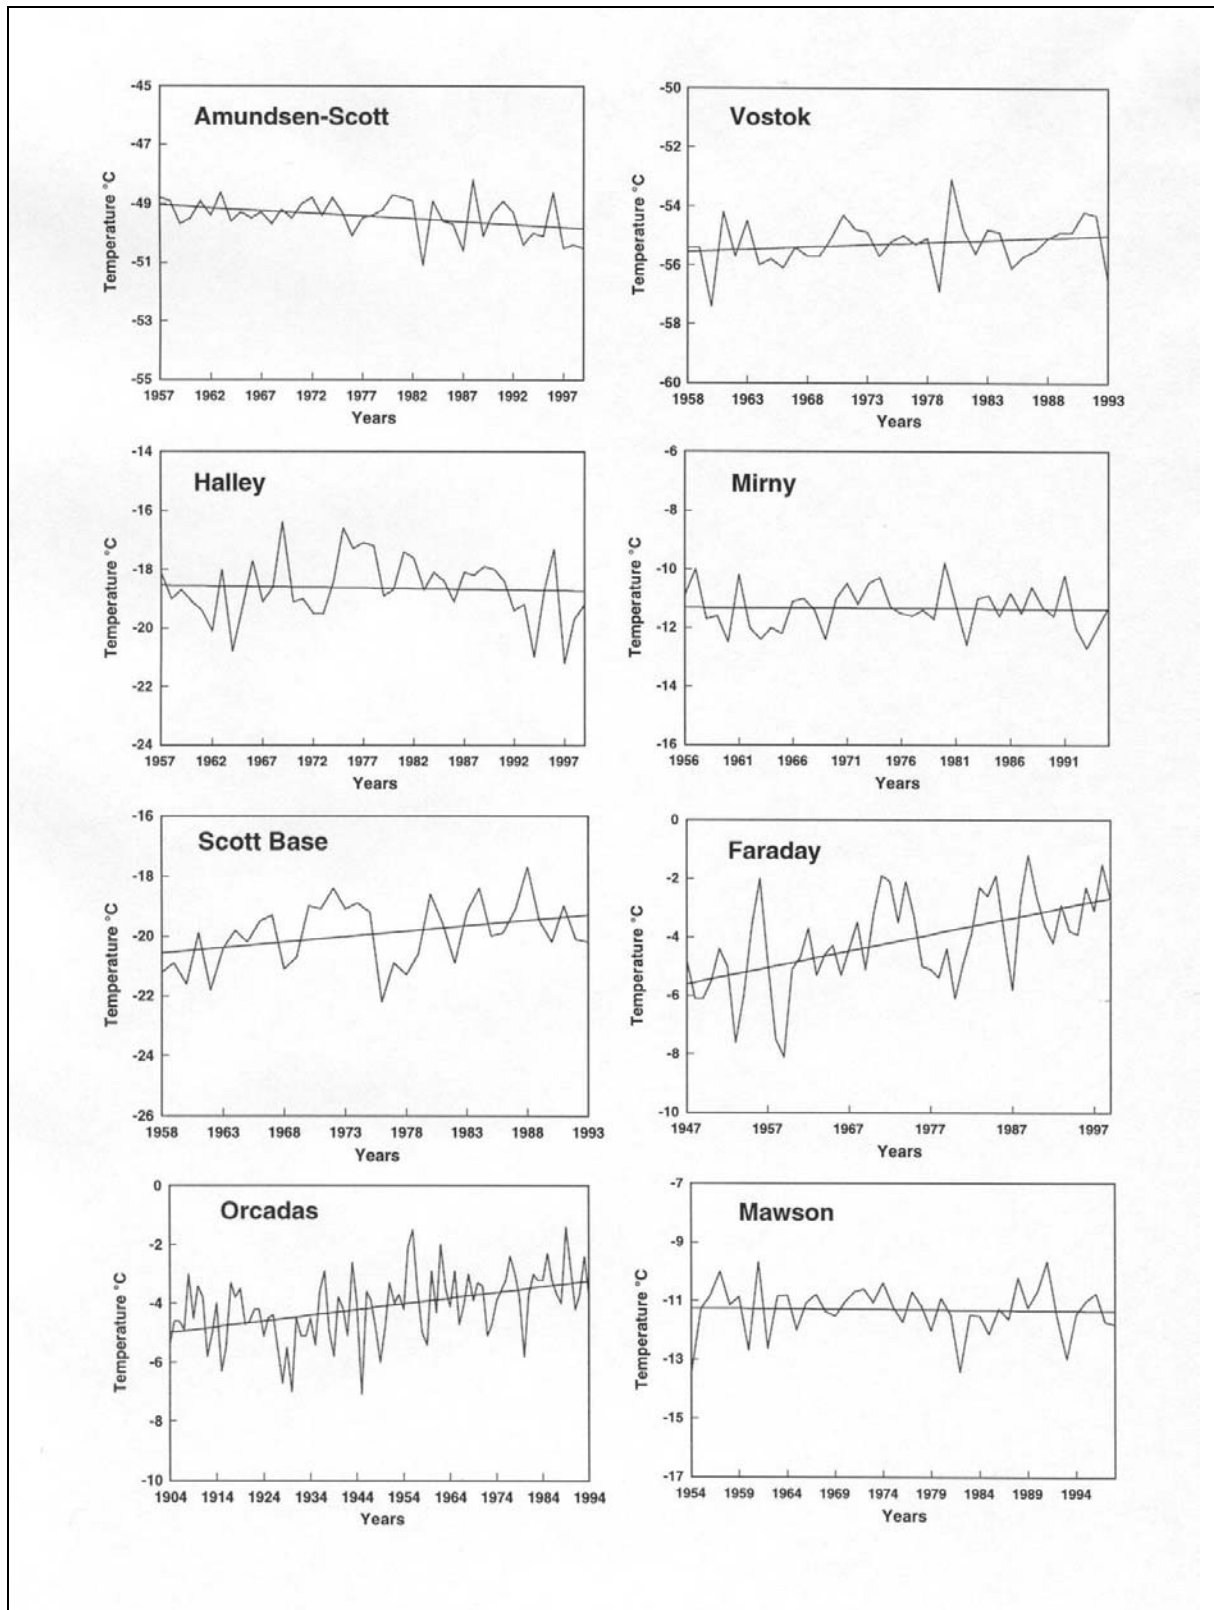 Amundsen-Scott
Temperature °C
-45
-47
-49
-51
-53
-55
1957 1962 1967 1972 1977 1982 1987 1992 1997
Years
Vostok
Temperature °C
-50
-52
-54
-56
-58
-60
1958 1963 1968 1973 1978 1983 1988 1993
Years
Halley
Temperature °C
-14
-16
-18
-20
-22
-24
1957 1962 1967 1972 1977 1982 1987 1992 1997
Years
Mirny
Temperature °C
-6
-8
-10
-12
-14
-16
1956 1961 1966 1971 1976 1981 1986 1991
Years
Scott Base
Temperature °C
-16
-18
-20
-22
-24
-26
1958 1963 1968 1973 1978 1983 1988 1993
Years
Faraday
Temperature °C
0
-2
-4
-6
-8
-10
1947 1957 1967 1977 1987 1997
Years
Orcadas
Temperature °C
0
-2
-4
-6
-8
-10
1904 1914 1924 1934 1944 1954 1964 1974 1984 1994
Years
Mawson
Temperature °C
-7
-9
-11
-13
-15
-17
1954 1959 1964 1969 1974 1979 1984 1989 1994
Years